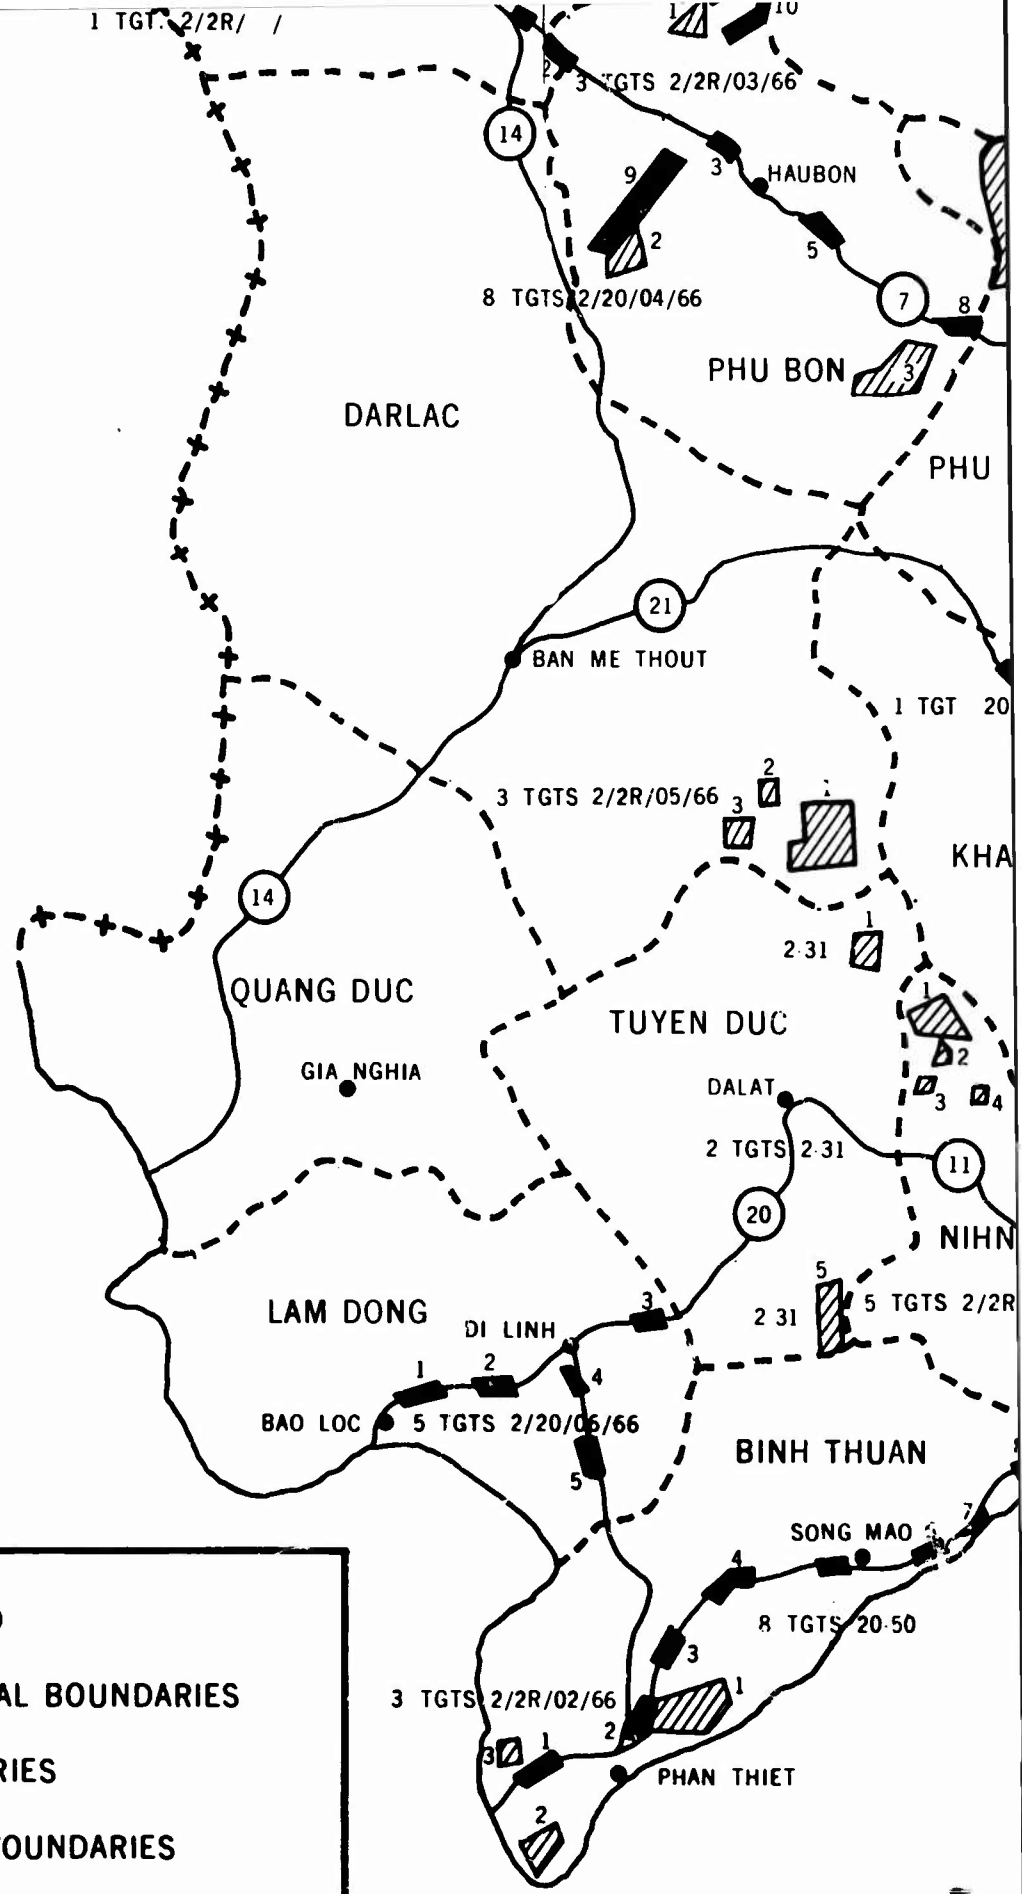 1 TGT. 2/2R/ /
1
10
2
3 TGTS 2/2R/03/66
14
3
HAUBON
9
2
5
8 TGTS 2/20/04/66
7
8
PHU BON
3
DARLAC
PHU
21
BAN ME THOUT
1 TGT 20
2
1
3 TGTS 2/2R/05/66
3
KHA
14
1
2·31
QUANG DUC
1
TUYEN DUC
2
GIA NGHIA
DALAT
3
4
2 TGTS 2·31
11
20
NIHN
5
LAM DONG
3
2 31
5 TGTS 2/2R
DI LINH
1
2
4
BAO LOC
5 TGTS 2/20/06/66
5
BINH THUAN
7
SONG MAO
4
8 TGTS 20·50
3
AL BOUNDARIES
3 TGTS 2/2R/02/66
1
2
3
1
RIES
PHAN THIET
2
OUNDARIES